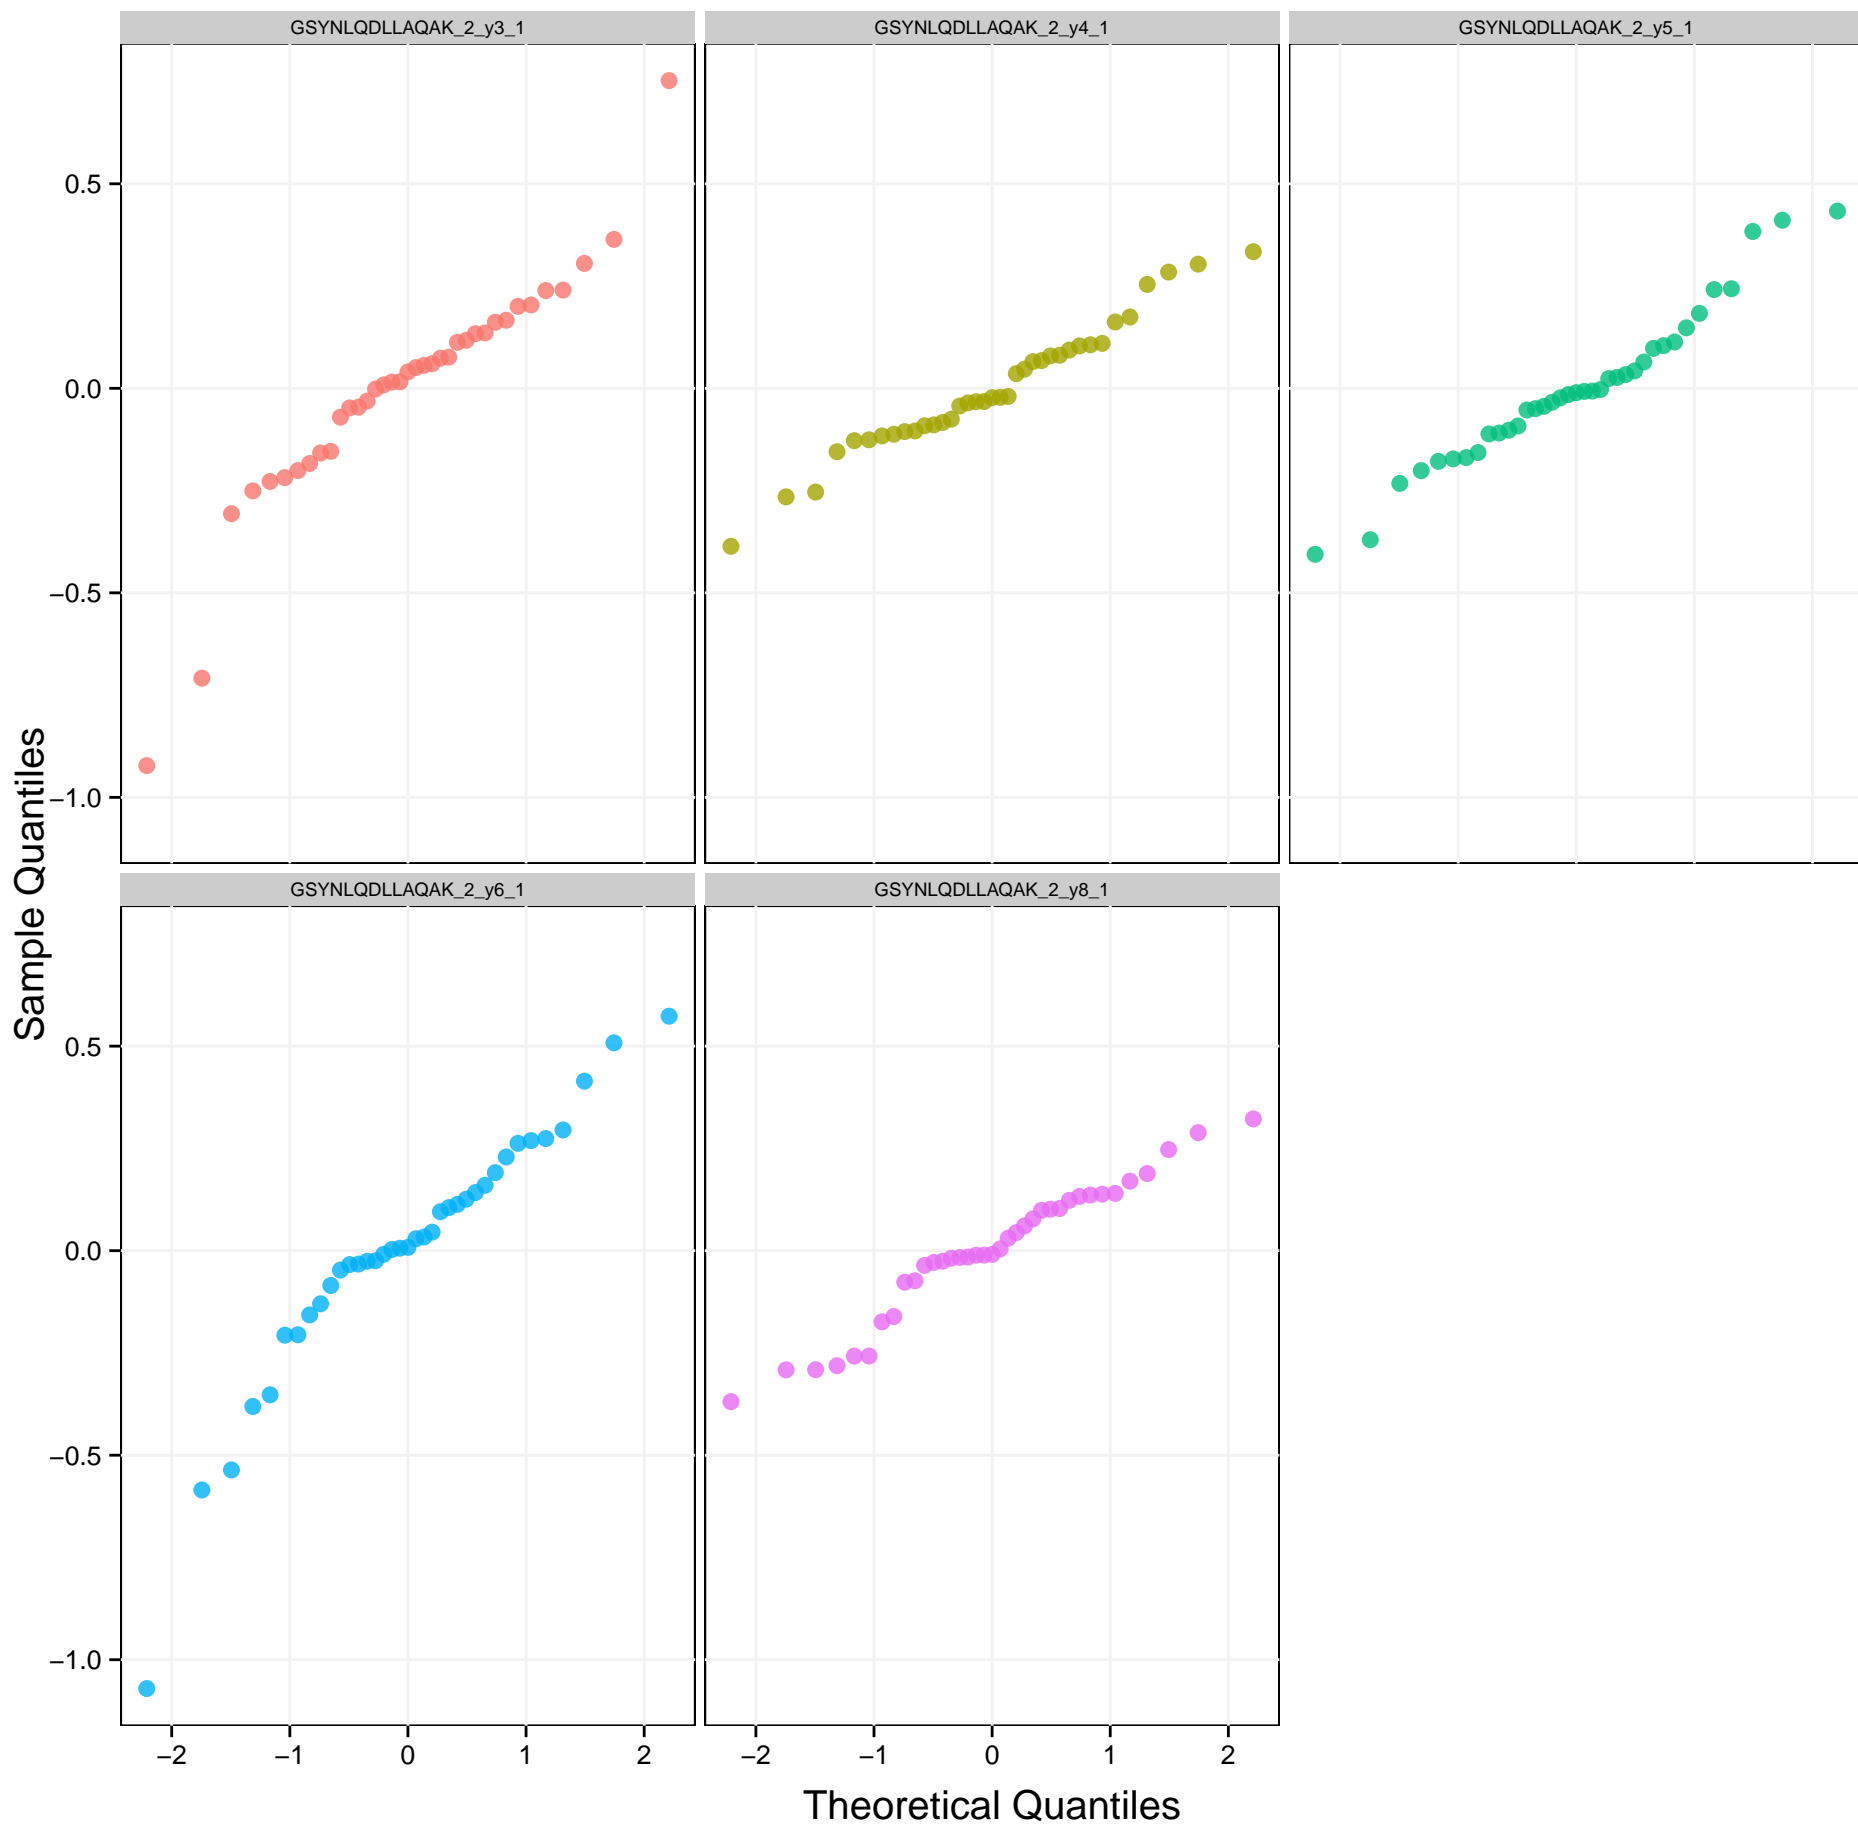 GSYNLQDLLAQAK_2_y3_1
GSYNLQDLLAQAK_2_y4_1
GSYNLQDLLAQAK_2_y5_1
0.5
0.0
−0.5
−1.0
Sample Quantiles
GSYNLQDLLAQAK_2_y6_1
GSYNLQDLLAQAK_2_y8_1
0.5
0.0
−0.5
−1.0
−2 −1 0 1 2
−2 −1 0 1 2
Theoretical Quantiles